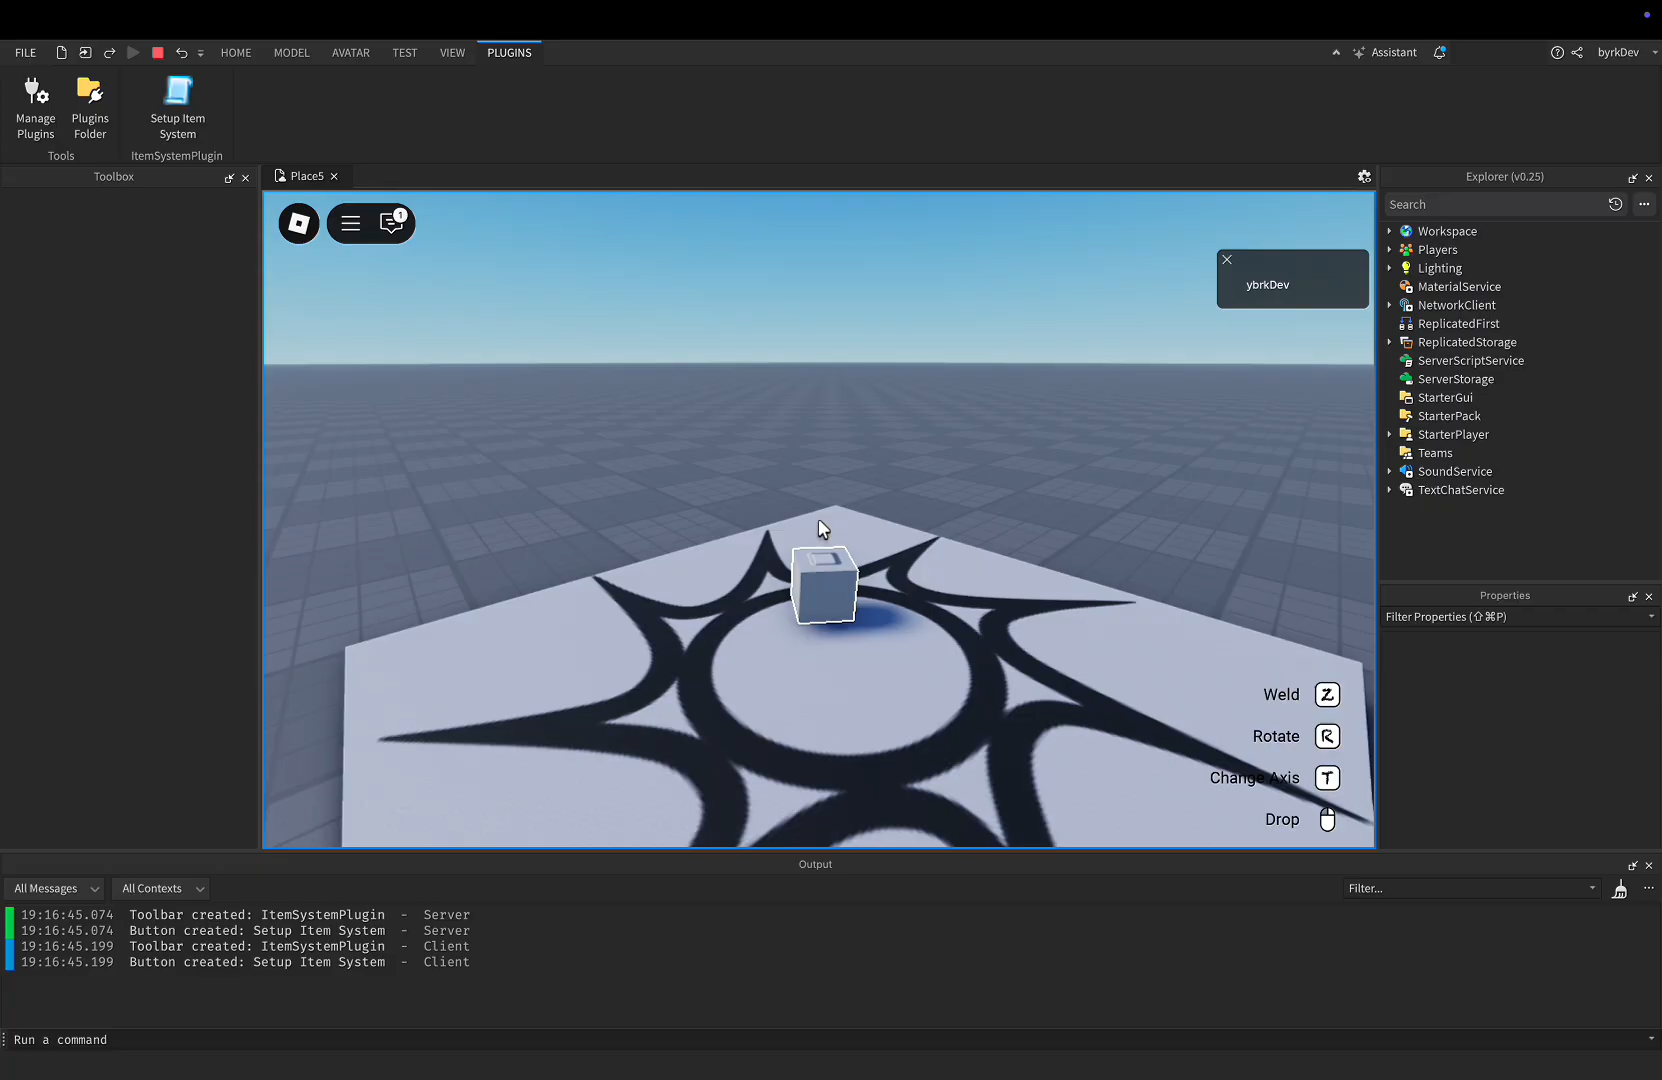 FILE HOME MODEL AVATAR TEST VIEW PLUGINS Assistant byrkDev
Manage Plugins
Plugins Folder
Tools
Setup Item System
ItemSystemPlugin
Toolbox
Place5
Explorer (v0.25)
Search
Workspace
Players
Lighting
MaterialService
NetworkClient
ReplicatedFirst
ReplicatedStorage
ServerScriptService
ServerStorage
StarterGui
StarterPack
StarterPlayer
Teams
SoundService
TextChatService
1
ybrkDev
Weld Z
Rotate R
Change Axis T
Drop
Properties
Filter Properties (⇧⌘P)
Output
All Messages All Contexts Filter...
19:16:45.074 Toolbar created: ItemSystemPlugin - Server
19:16:45.074 Button created: Setup Item System - Server
19:16:45.199 Toolbar created: ItemSystemPlugin - Client
19:16:45.199 Button created: Setup Item System - Client
Run a command